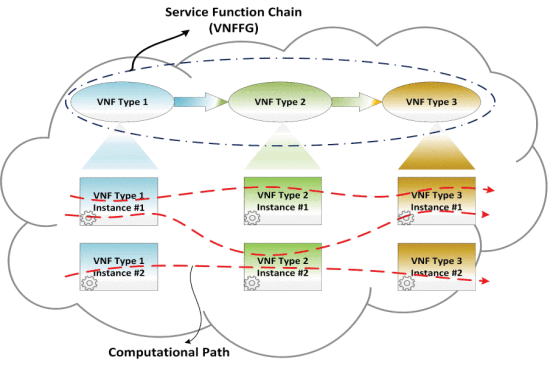 Service Function Chain
(VNFFG)
VNF Type 1
VNF Type 2
VNF Type 3
VNF Type 1
Instance #1
VNF Type 2
Instance #1
VNF Type 3
Instance #1
VNF Type 1
Instance #2
VNF Type 2
Instance #2
VNF Type 3
Instance #2
Computational Path